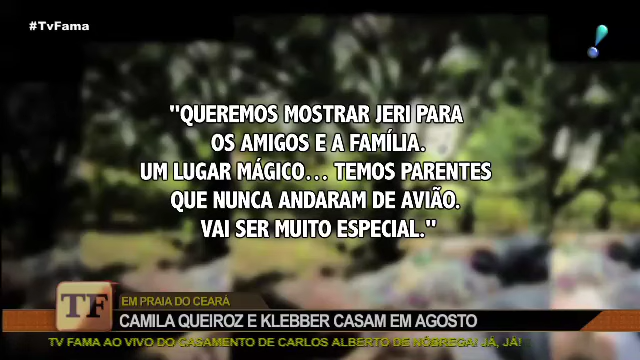 #TvFama
"QUEREMOS MOSTRAR JERI PARA
OS AMIGOS E A FAMÍLIA.
UM LUGAR MÁGICO... TEMOS PARENTES
QUE NUNCA ANDARAM DE AVIÃO.
VAI SER MUITO ESPECIAL."
TF
EM PRAIA DO CEARÁ
CAMILA QUEIROZ E KLEBBER CASAM EM AGOSTO
TV FAMA AO VIVO DO CASAMENTO DE CARLOS ALBERTO DE NÓBREGA! JÁ, JÁ!